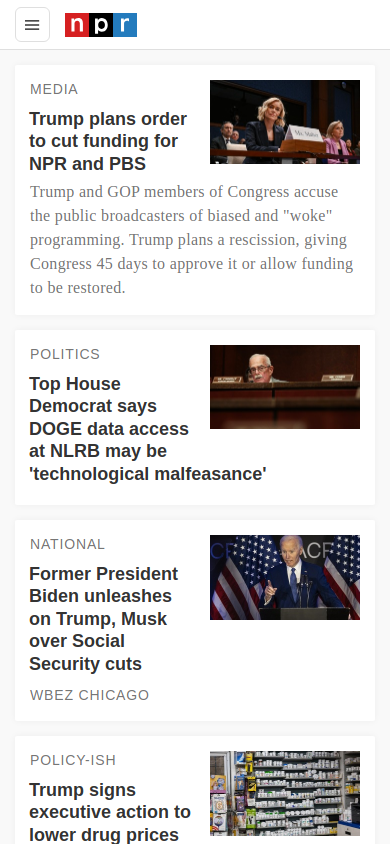 npr
MEDIA
Trump plans order
to cut funding for
NPR and PBS
Trump and GOP members of Congress accuse
the public broadcasters of biased and "woke"
programming. Trump plans a rescission, giving
Congress 45 days to approve it or allow funding
to be restored.
POLITICS
Top House
Democrat says
DOGE data access
at NLRB may be
'technological malfeasance'
NATIONAL
Former President
Biden unleashes
on Trump, Musk
over Social
Security cuts
WBEZ CHICAGO
POLICY-ISH
Trump signs
executive action to
lower drug prices